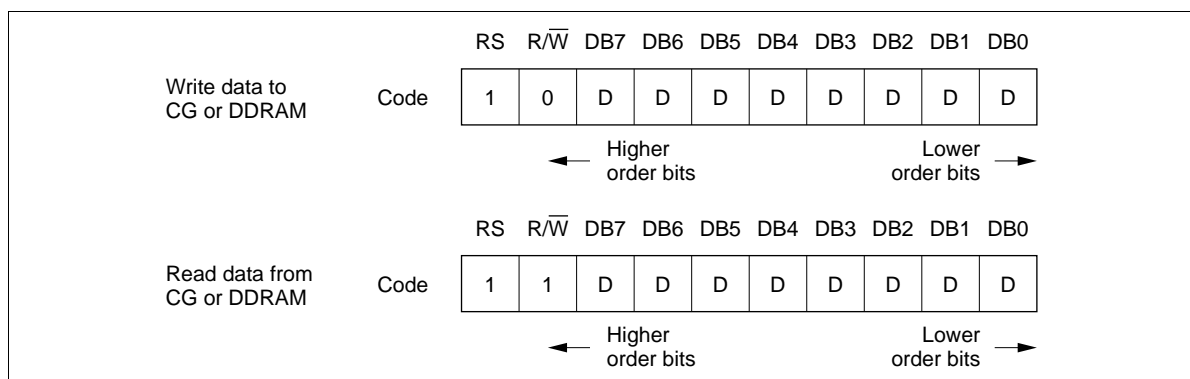 RS R/W̅ DB7 DB6 DB5 DB4 DB3 DB2 DB1 DB0
Write data to
CG or DDRAM
Code 1 0 D D D D D D D D
Higher
order bits
Lower
order bits
RS R/W̅ DB7 DB6 DB5 DB4 DB3 DB2 DB1 DB0
Read data from
CG or DDRAM
Code 1 1 D D D D D D D D
Higher
order bits
Lower
order bits